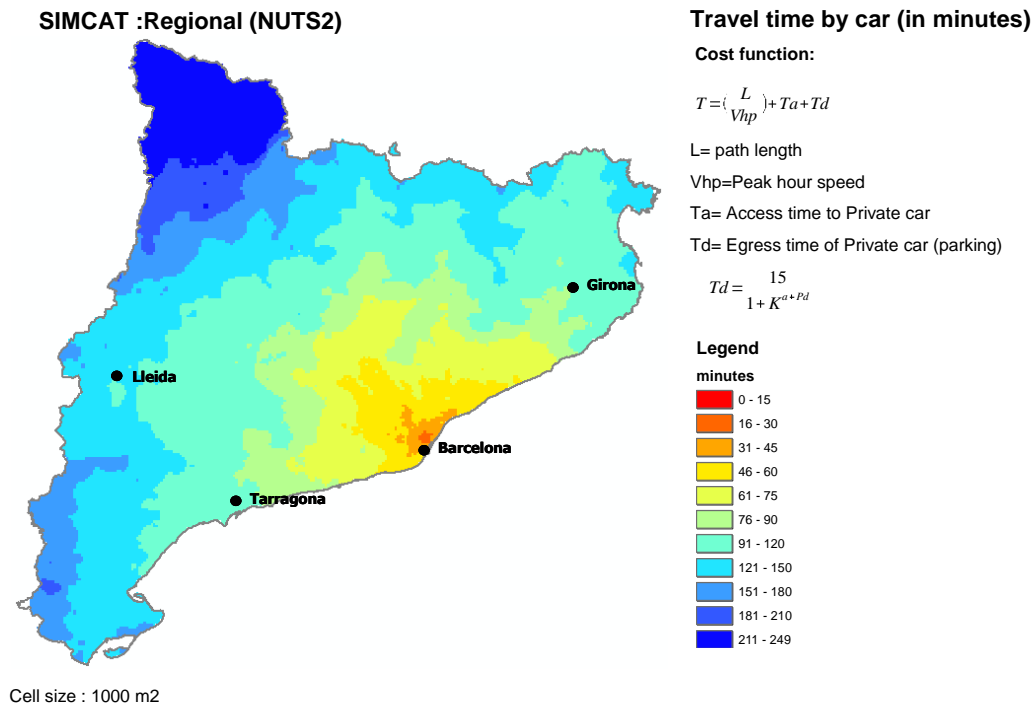 SIMCAT :Regional (NUTS2)
Girona
Lleida
Barcelona
Tarragona
Cell size : 1000 m2
Travel time by car (in minutes)
Cost function:
T = (L/Vhp) + Ta + Td
L= path length
Vhp=Peak hour speed
Ta= Access time to Private car
Td= Egress time of Private car (parking)
Td = 15/1 + K^a+Pd
Legend
minutes
0 - 15
16 - 30
31 - 45
46 - 60
61 - 75
76 - 90
91 - 120
121 - 150
151 - 180
181 - 210
211 - 249